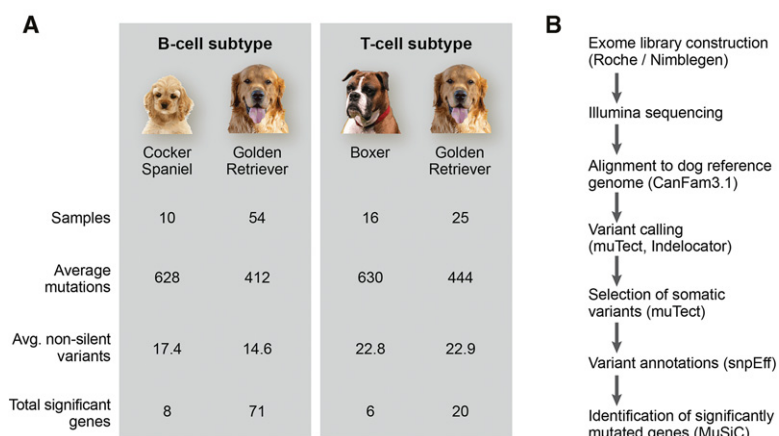 A
B-cell subtype
T-cell subtype
Cocker
Spaniel
Golden
Retriever
Boxer
Golden
Retriever
Samples
10
54
16
25
Average
mutations
628
412
630
444
Avg. non-silent
variants
17.4
14.6
22.8
22.9
Total significant
genes
8
71
6
20
B
Exome library construction
(Roche / Nimblegen)
Illumina sequencing
Alignment to dog reference
genome (CanFam3.1)
Variant calling
(muTect, Indelocator)
Selection of somatic
variants (muTect)
Variant annotations (snpEff)
Identification of significantly
mutated genes (MuSiC)